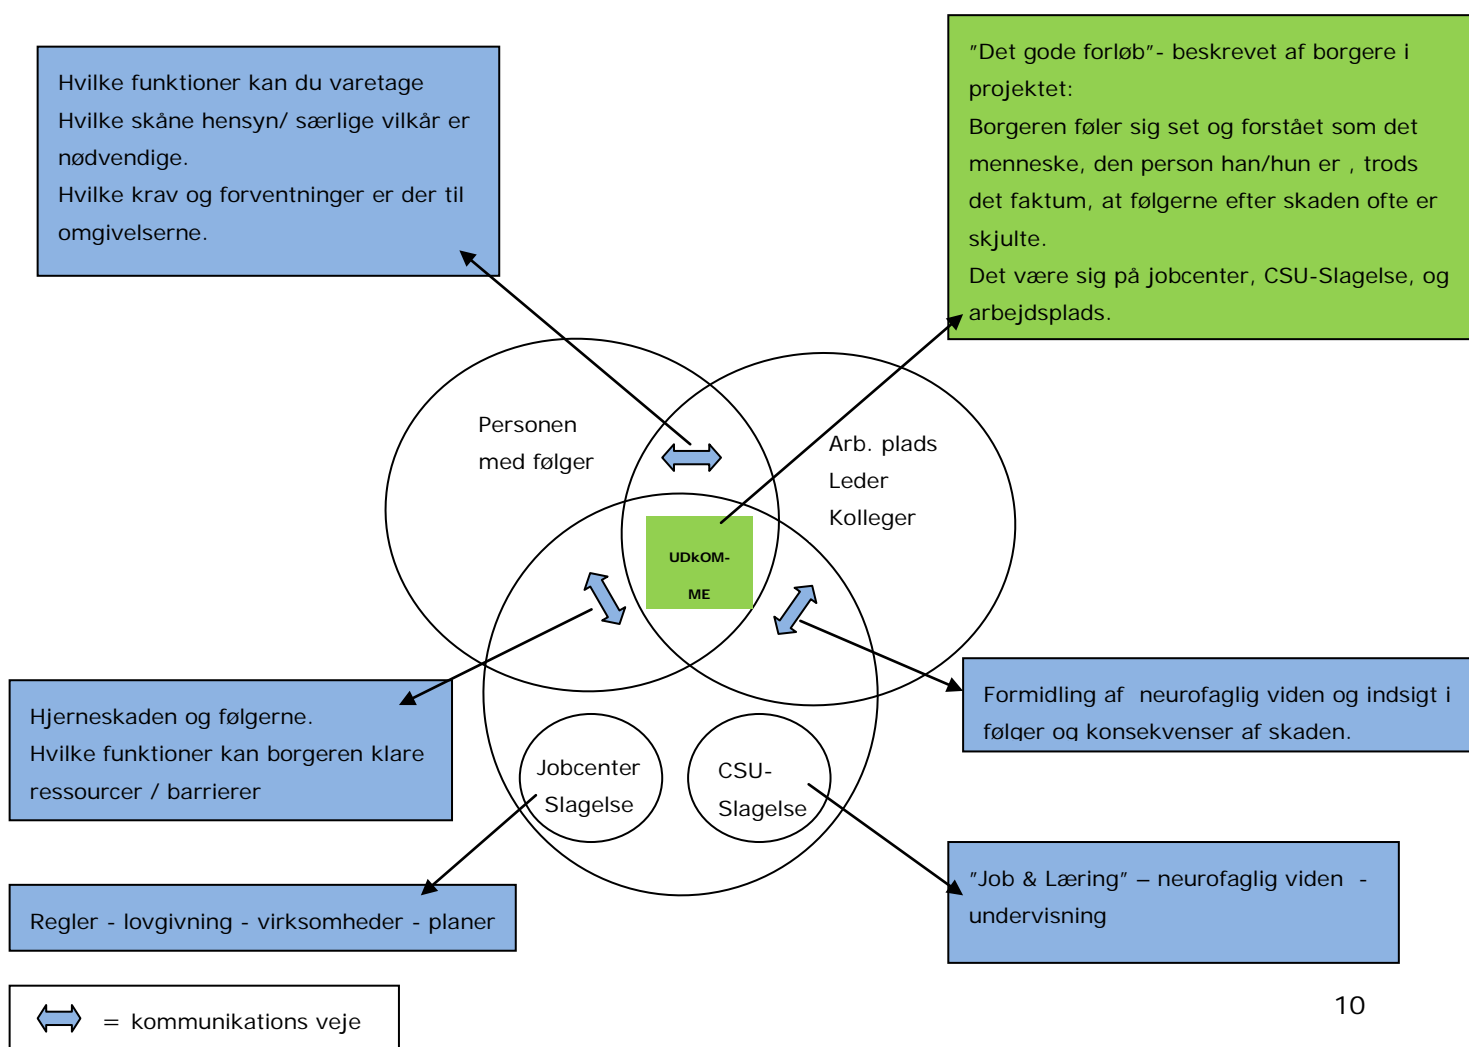 Hvilke funktioner kan du varetage
Hvilke skåne hensyn/ særlige vilkår er
nødvendige.
Hvilke krav og forventninger er der til
omgivelserne.
"Det gode forløb"- beskrevet af borgere i
projektet:
Borgeren føler sig set og forstået som det
menneske, den person han/hun er , trods
det faktum, at følgerne efter skaden ofte er
skjulte.
Det være sig på jobcenter, CSU-Slagelse, og
arbejdsplads.
Personen
med følger
Arb. plads
Leder
Kolleger
UDkOM-
ME
Hjerneskaden og følgerne.
Hvilke funktioner kan borgeren klare
ressourcer / barrierer
Formidling af  neurofaglig viden og indsigt i
følger og konsekvenser af skaden.
Jobcenter
Slagelse
CSU-
Slagelse
Regler - lovgivning - virksomheder - planer
"Job & Læring" – neurofaglig viden  -
undervisning
= kommunikations veje
10